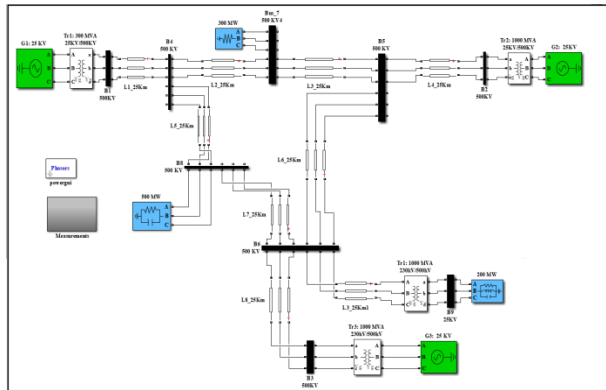 G1: 25 KV
Tr1: 300 MVA
25KV/500KV
A
B
C
a
b
c
B1
500KV
L1_25Km
B4
500 KV
L2_25Km
300 MW
A
B
C
Bus_7
500 KV4
L3_25Km
B5
500 KV
L4_25Km
B2
500KV
Tr2: 1000 MVA
25KV/500KV
G2: 25 KV
A
B
C
L5_25Km
L6_25Km
B8
500 KV
Phasors
powergui
Measurements
500 MW
A
B
C
L7_25Km
B6
500 KV
L8_25Km
L3_25Km1
Tr1: 1000 MVA
230kV/500kV
B9
25KV
200 MW
A
B
C
B3
500KV
Tr3: 1000 MVA
230kV/500kV
G3: 25 KV
A
B
C